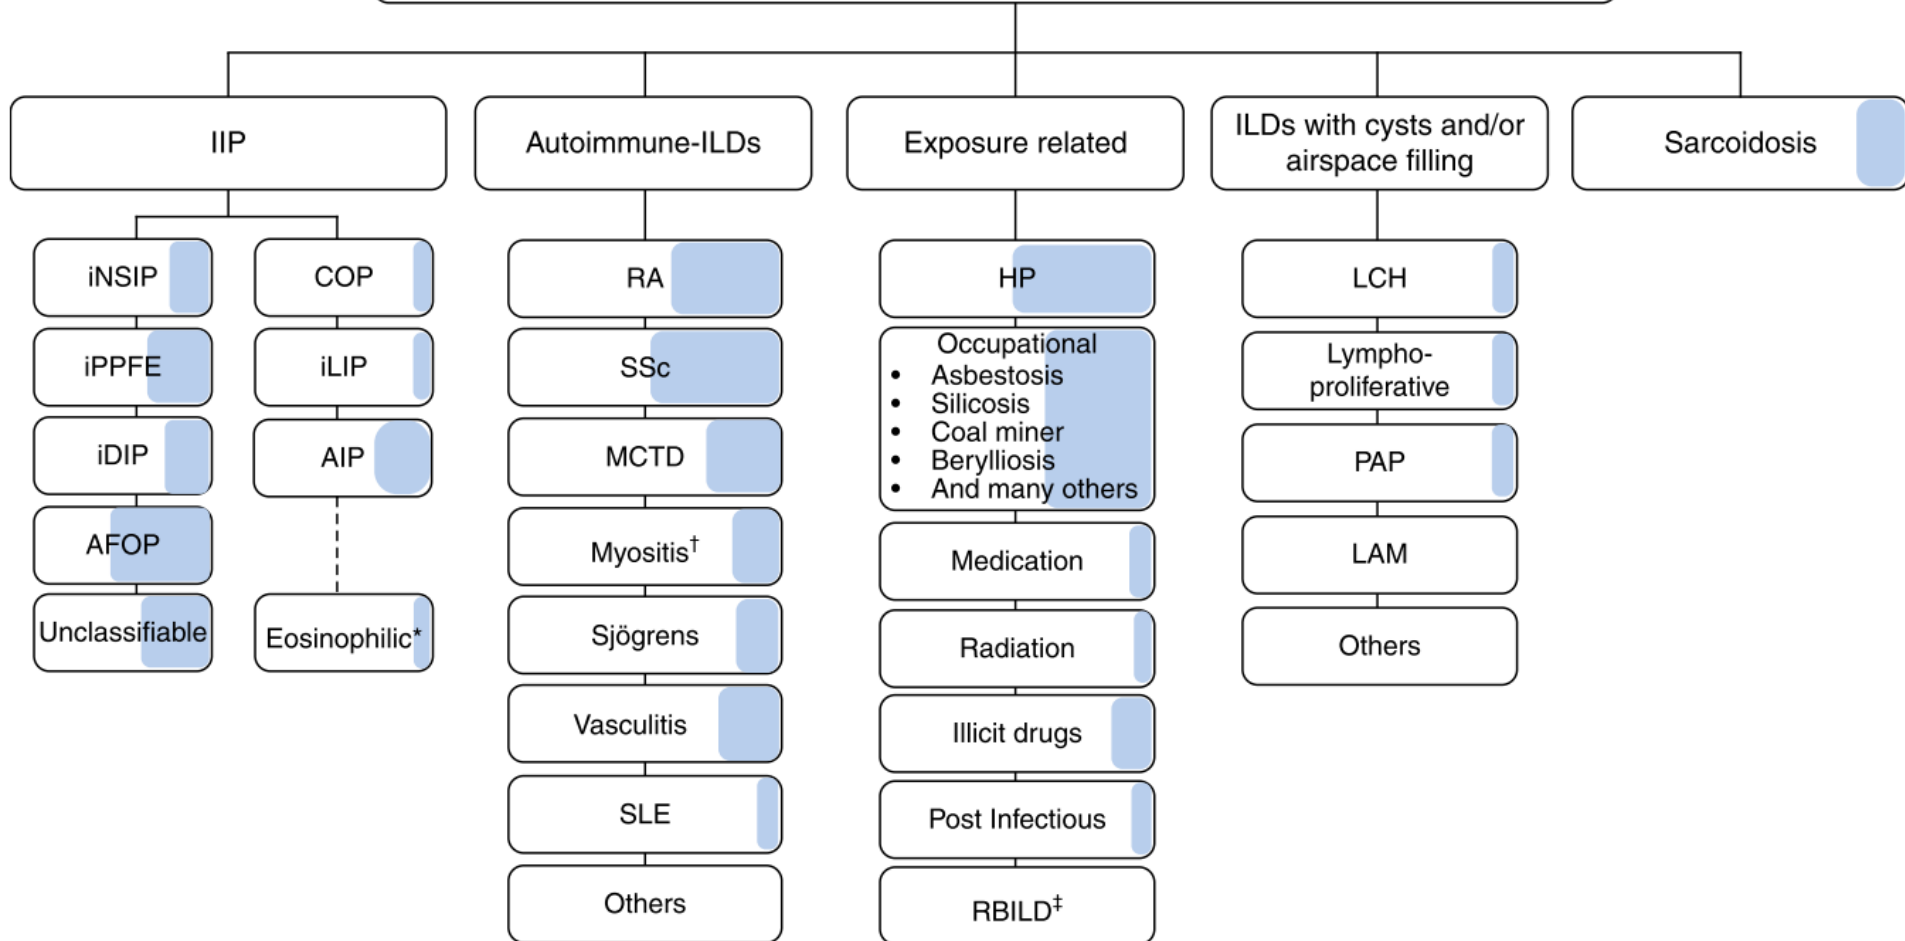 IIP
Autoimmune-ILDs
Exposure related
ILDs with cysts and/or
airspace filling
Sarcoidosis
iNSIP
iPPFE
iDIP
AFOP
Unclassifiable
COP
iLIP
AIP
Eosinophilic*
RA
SSc
MCTD
Myositis†
Sjögrens
Vasculitis
SLE
Others
HP
Occupational
• Asbestosis
• Silicosis
• Coal miner
• Berylliosis
• And many others
Medication
Radiation
Illicit drugs
Post Infectious
RBILD‡
LCH
Lympho-
proliferative
PAP
LAM
Others